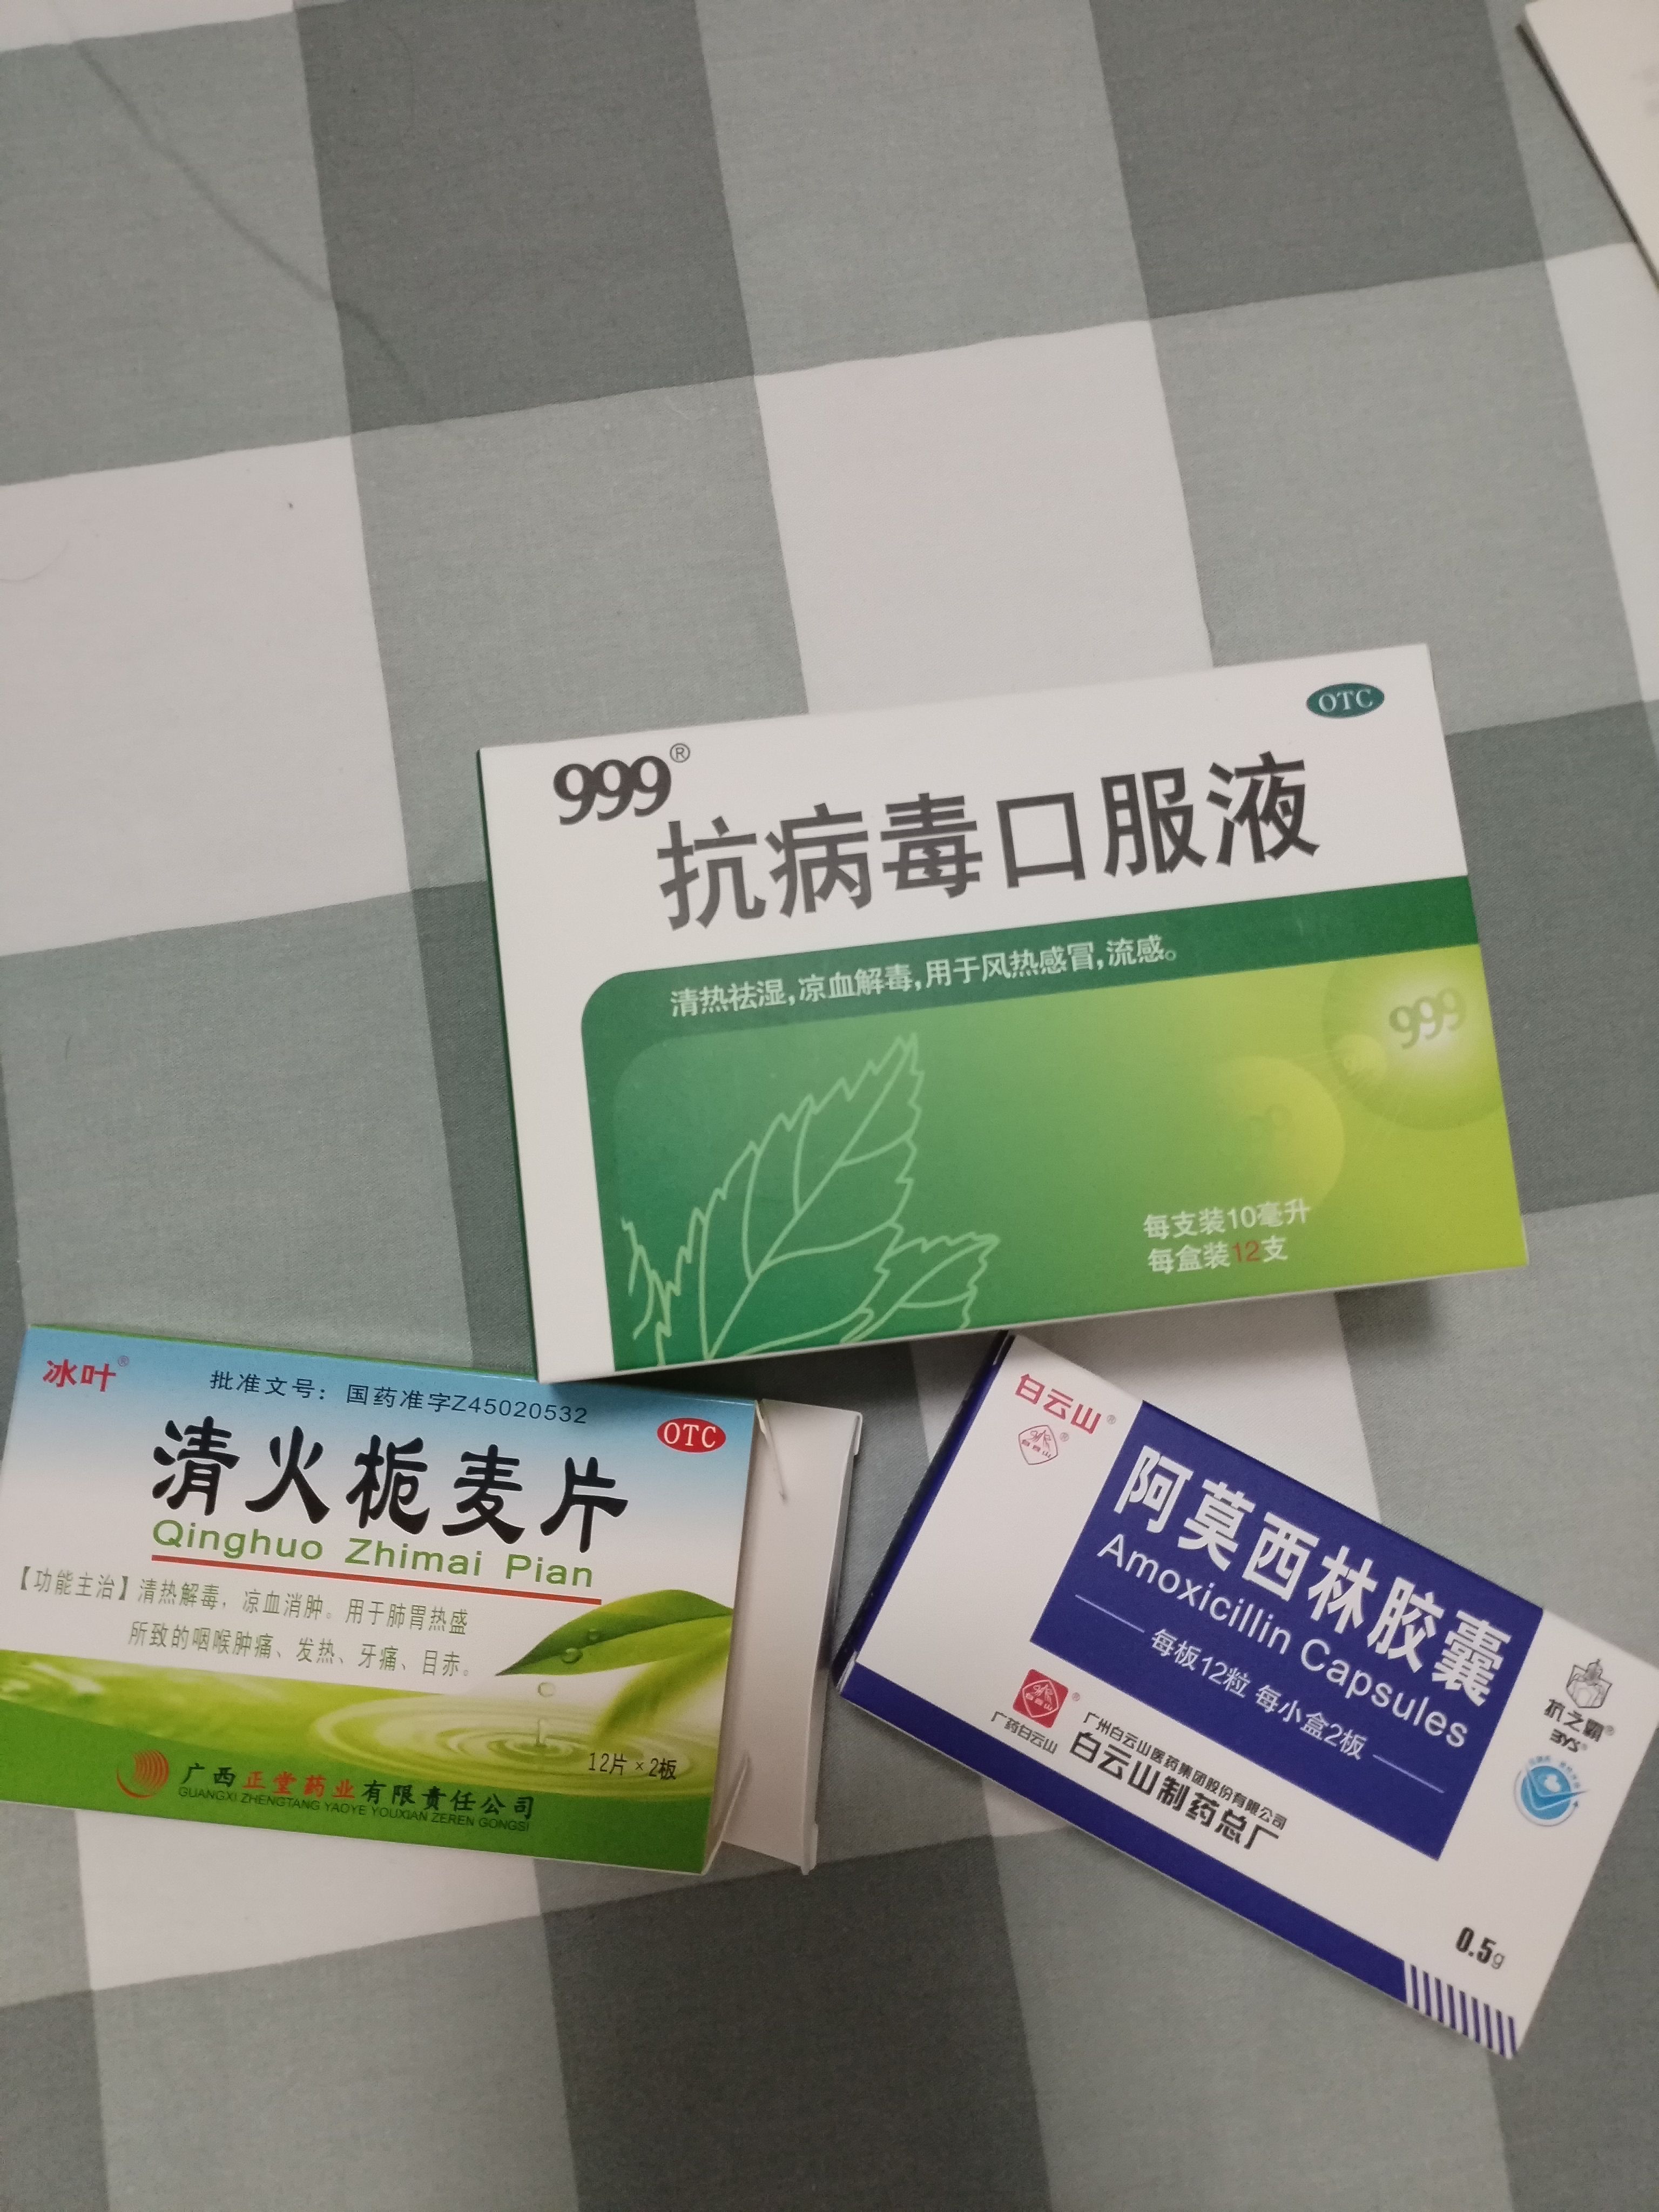 999®
OTC
抗病毒口服液
清热祛湿,凉血解毒,用于风热感冒,流感。
999
每支装10毫升
每盒装12支
冰叶®
批准文号：国药准字Z45020532
OTC
清火栀麦片
Qinghuo Zhimai Pian
【功能主治】清热解毒，凉血消肿。用于肺胃热盛
所致的咽喉肿痛、发热、牙痛、目赤。
12片×2板
广西正堂药业有限责任公司
GUANGXI ZHENGTANG YAOYE YOUXIAN ZEREN GONGSI
白云山®
阿莫西林胶囊
Amoxicillin Capsules
每板12粒 每小盒2板
广药白云山
广州白云山医药集团股份有限公司
白云山制药总厂
抗之霸®
BYS®
0.5g